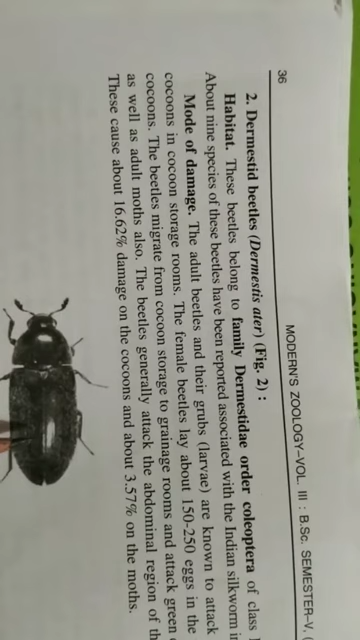 36
MODERN'S ZOOLOGY–VOL. III : B.Sc. SEMESTER–V,
2. Dermestid beetles (Dermestis ater) (Fig. 2) :
Habitat. These beetles belong to family Dermestidae order coleoptera of class
About nine species of these beetles have been reported associated with the Indian silkworm
Mode of damage. The adult beetles and their grubs (larvae) are known to attack
cocoons in cocoon storage rooms. The female beetles lay about 150-250 eggs in the
cocoons. The beetles migrate from cocoon storage to grainage rooms and attack green
as well as adult moths also. The beetles generally attack the abdominal region of th
These cause about 16.62% damage on the cocoons and about 3.57% on the moths.